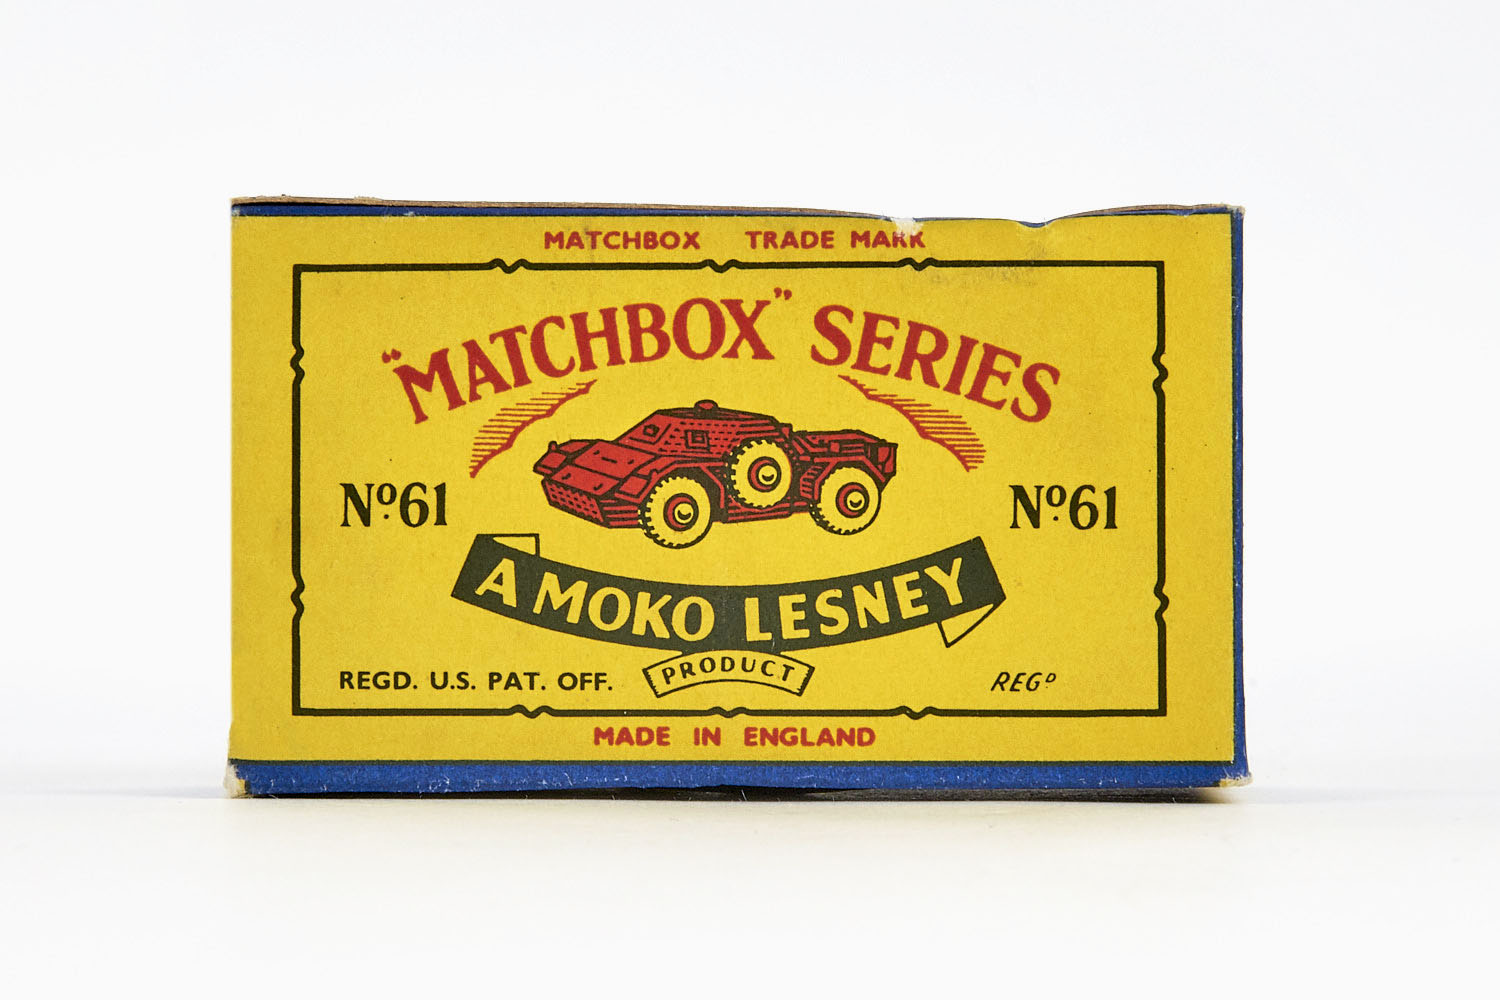 MATCHBOX TRADE MARK
"MATCHBOX" SERIES
Nº61 Nº61
A MOKO LESNEY
PRODUCT
REGD. U.S. PAT. OFF. REGᴰ
MADE IN ENGLAND